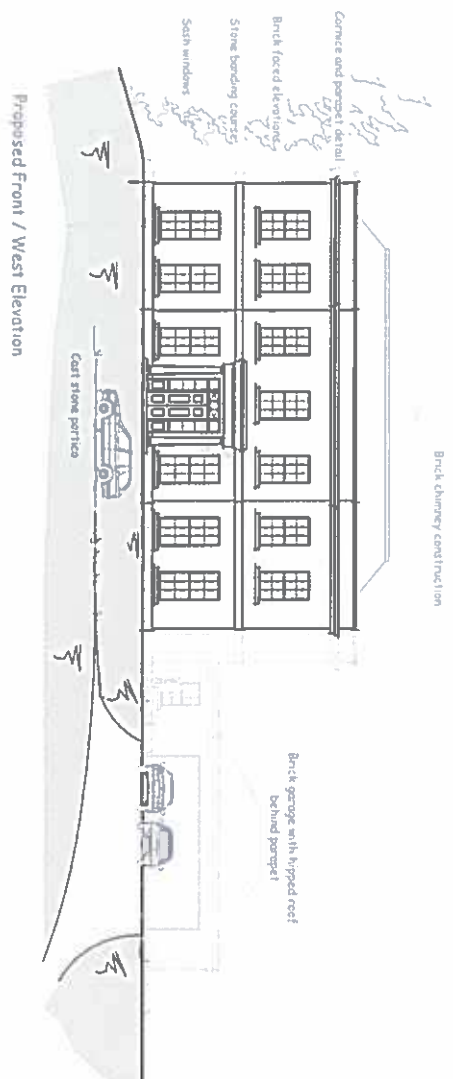 Brick chimney construction
Cornice and parapet detail
Brick faced elevations
Stone banding course
Sash windows
Brick garage with hipped roof
behind parapet
Cast stone portico
Proposed Front / West Elevation